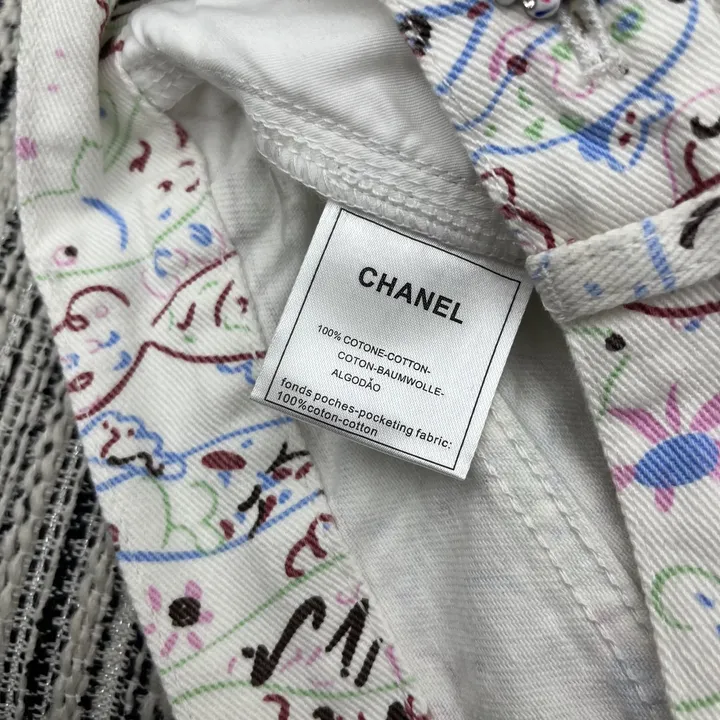 CHANEL
100% COTONE-COTTON-
COTON-BAUMWOLLE-
ALGODÃO
fonds poches-pocketing fabric:
100%coton-cotton